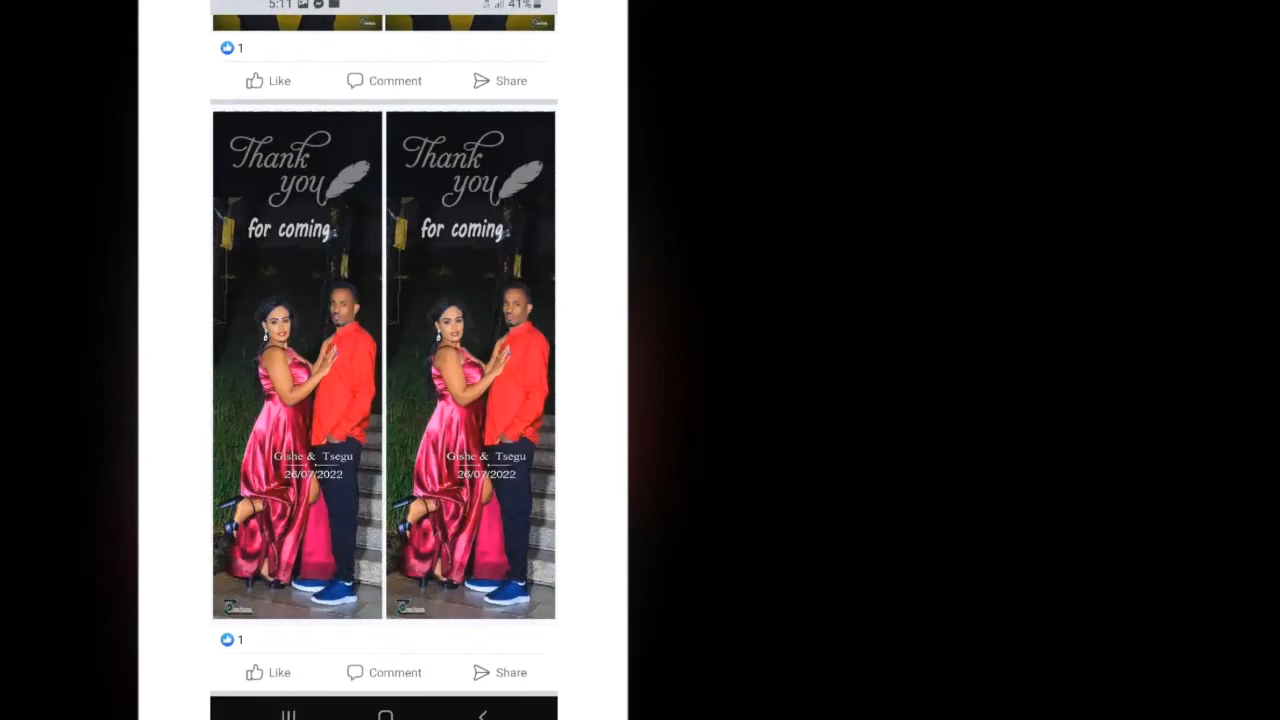 5:11
41%
1
Like Comment Share
Thank
you
for coming
Gishe & Tsegu
26/07/2022
Thank
you
for coming
Gishe & Tsegu
26/07/2022
1
Like Comment Share